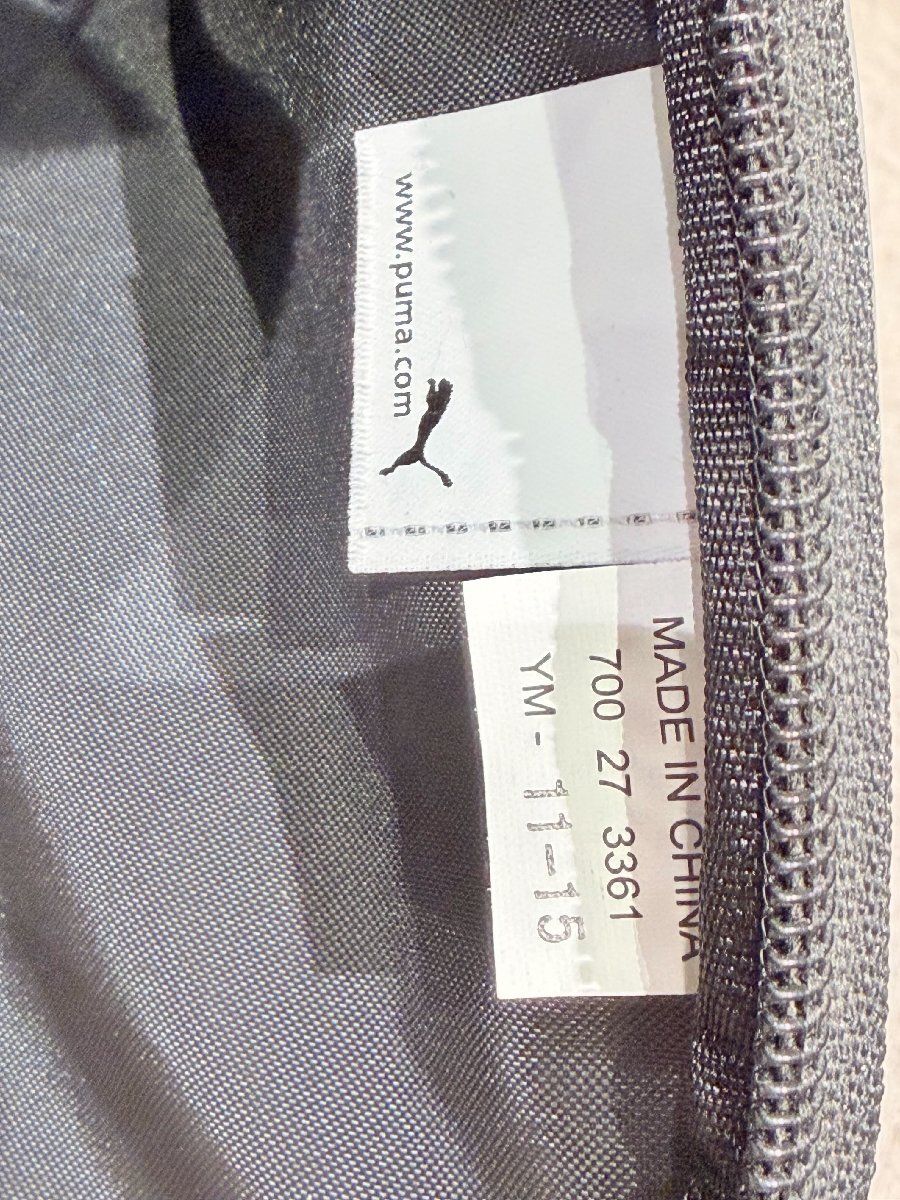 www.puma.com
MADE IN CHINA
700 27 3361
YM- 11-15